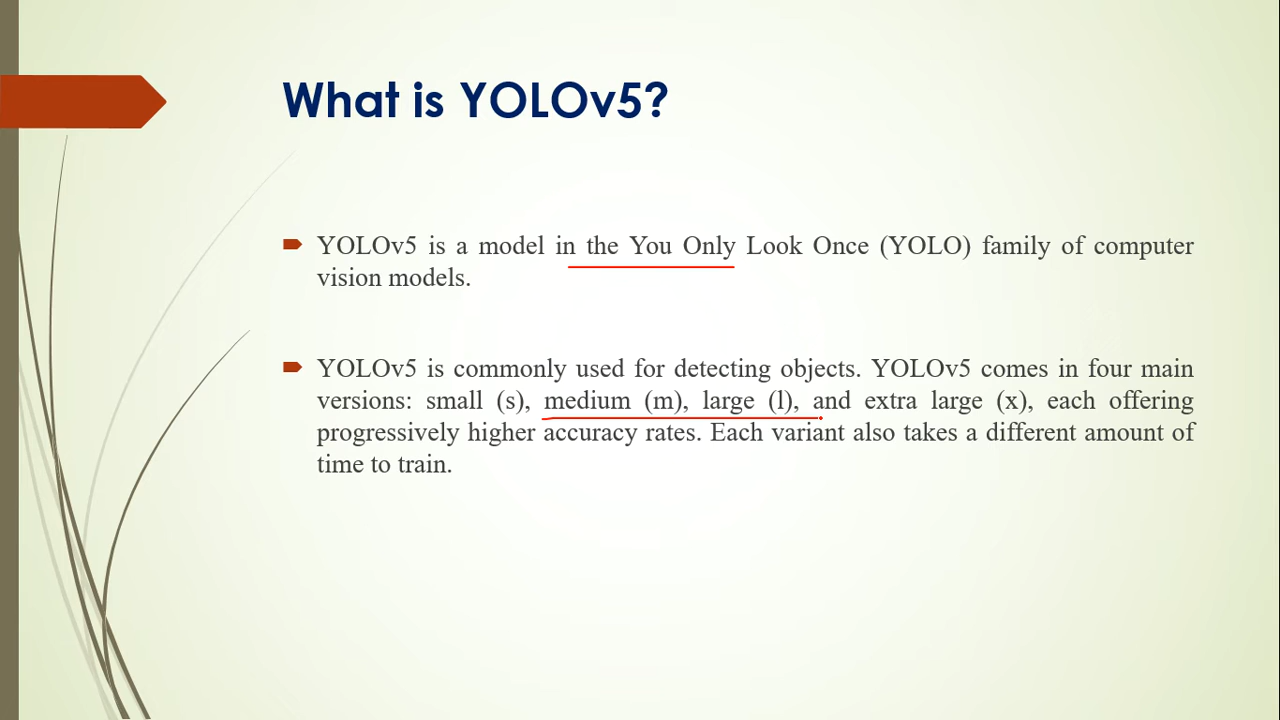 What is YOLOv5?
YOLOv5 is a model in the You Only Look Once (YOLO) family of computer
vision models.
YOLOv5 is commonly used for detecting objects. YOLOv5 comes in four main
versions: small (s), medium (m), large (l), and extra large (x), each offering
progressively higher accuracy rates. Each variant also takes a different amount of
time to train.